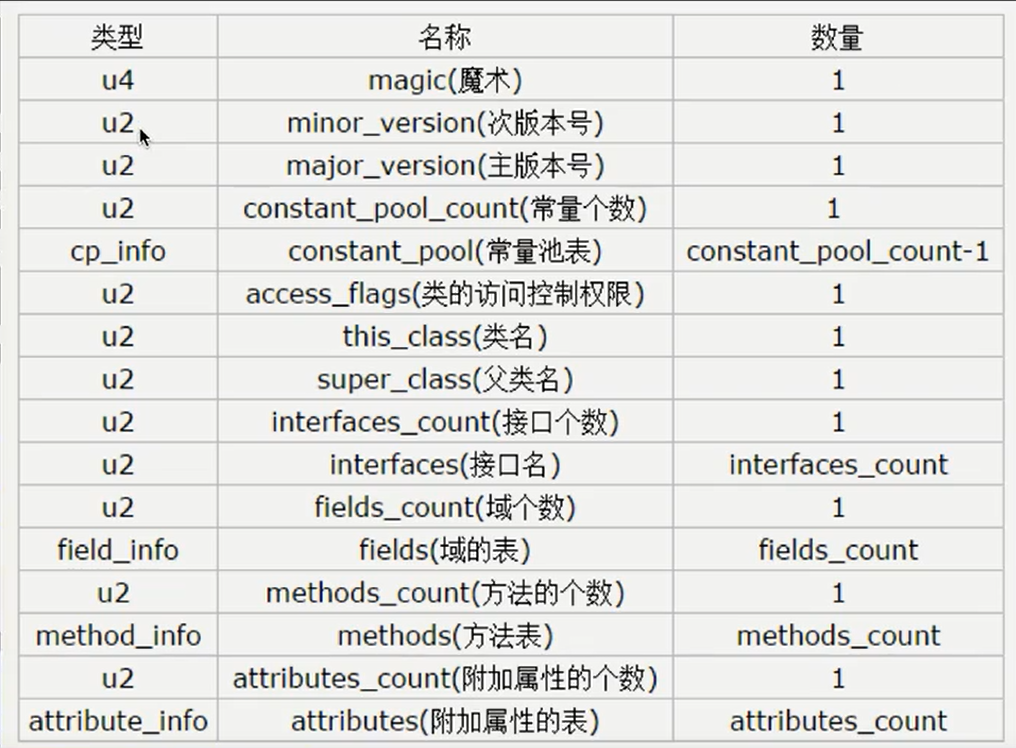 类型 名称 数量
u4 magic(魔术) 1
u2 minor_version(次版本号) 1
u2 major_version(主版本号) 1
u2 constant_pool_count(常量个数) 1
cp_info constant_pool(常量池表) constant_pool_count-1
u2 access_flags(类的访问控制权限) 1
u2 this_class(类名) 1
u2 super_class(父类名) 1
u2 interfaces_count(接口个数) 1
u2 interfaces(接口名) interfaces_count
u2 fields_count(域个数) 1
field_info fields(域的表) fields_count
u2 methods_count(方法的个数) 1
method_info methods(方法表) methods_count
u2 attributes_count(附加属性的个数) 1
attribute_info attributes(附加属性的表) attributes_count